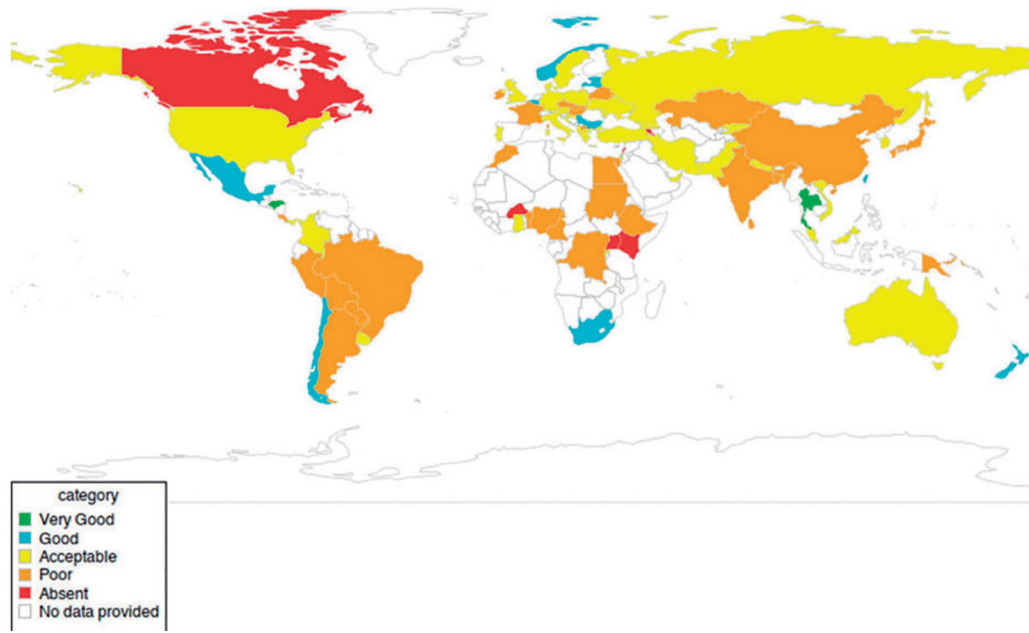 category
Very Good
Good
Acceptable
Poor
Absent
No data provided